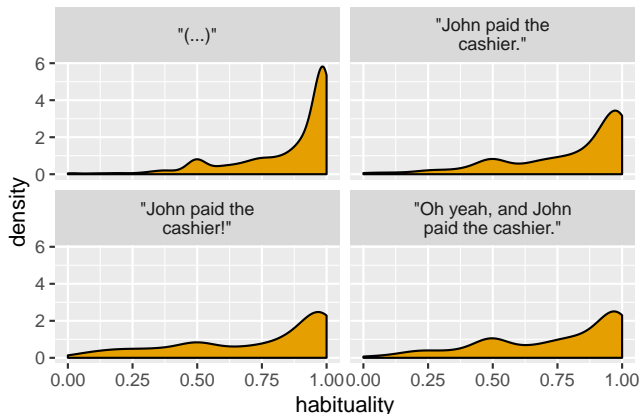 "(...)"
"John paid the
cashier."
6
4
2
0
"John paid the
cashier!"
"Oh yeah, and John
paid the cashier."
6
4
2
0
density
0.00 0.25 0.50 0.75 1.00
0.00 0.25 0.50 0.75 1.00
habituality